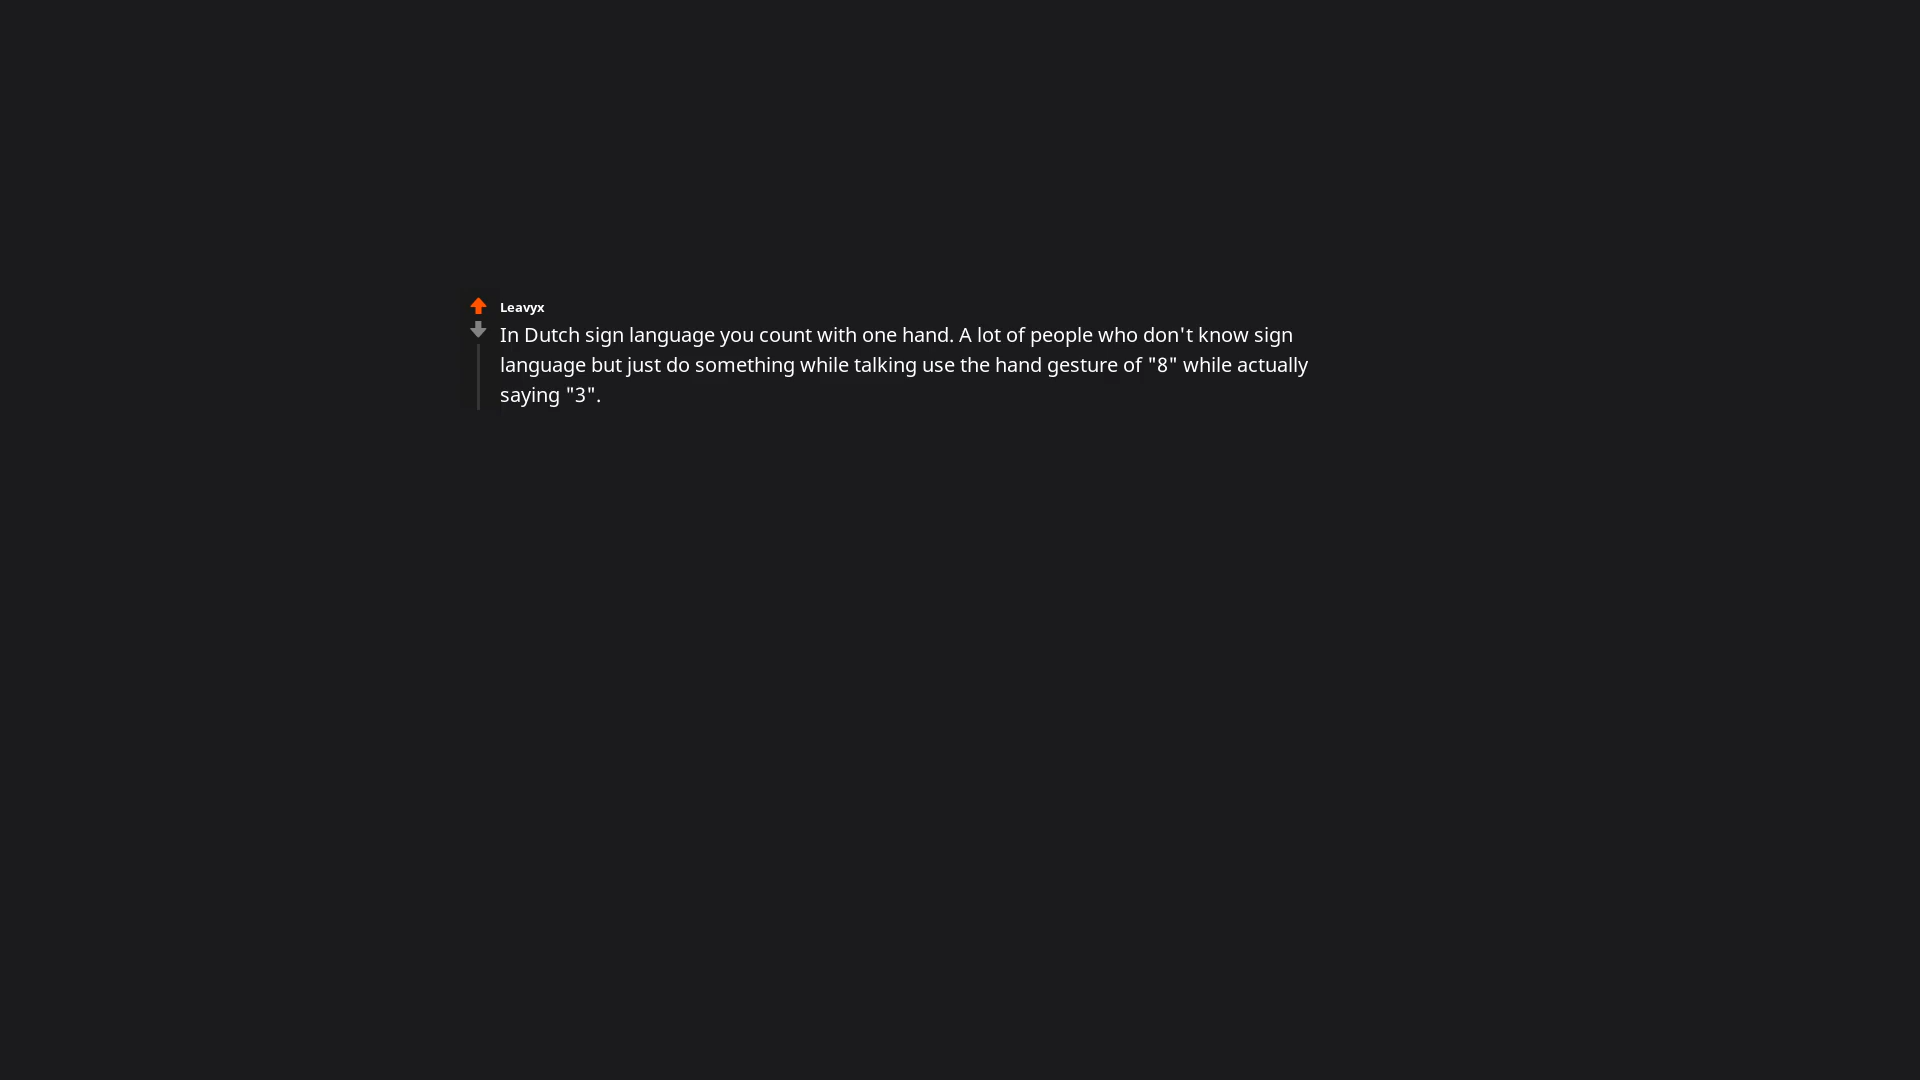 Leavyx
In Dutch sign language you count with one hand. A lot of people who don't know sign
language but just do something while talking use the hand gesture of "8" while actually
saying "3".